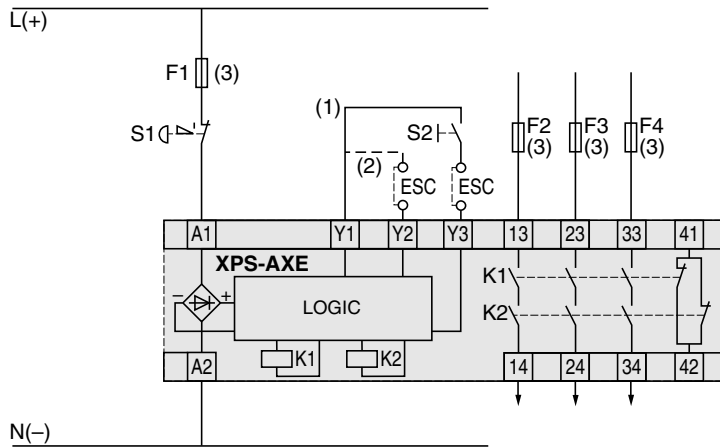 L(+)
F1 (3)
(1)
S1
S2
F2
(3)
F3
(3)
F4
(3)
(2)
ESC
ESC
A1
Y1
Y2
Y3
13
23
33
41
XPS-AXE
K1
– +
LOGIC
K2
K1
K2
A2
14
24
34
42
N(–)